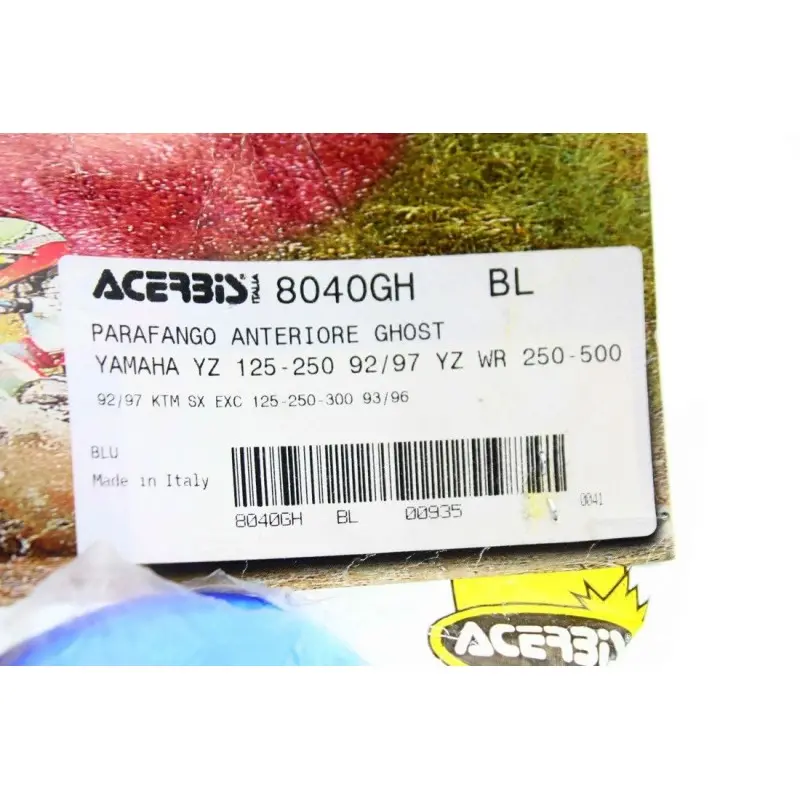 ACERBIS® ITALIA 8040GH BL
PARAFANGO ANTERIORE GHOST
YAMAHA YZ 125-250 92/97 YZ WR 250-500
92/97 KTM SX EXC 125-250-300 93/96
BLU
Made in Italy
8040GH BL 00935
0041
ACERBIS®